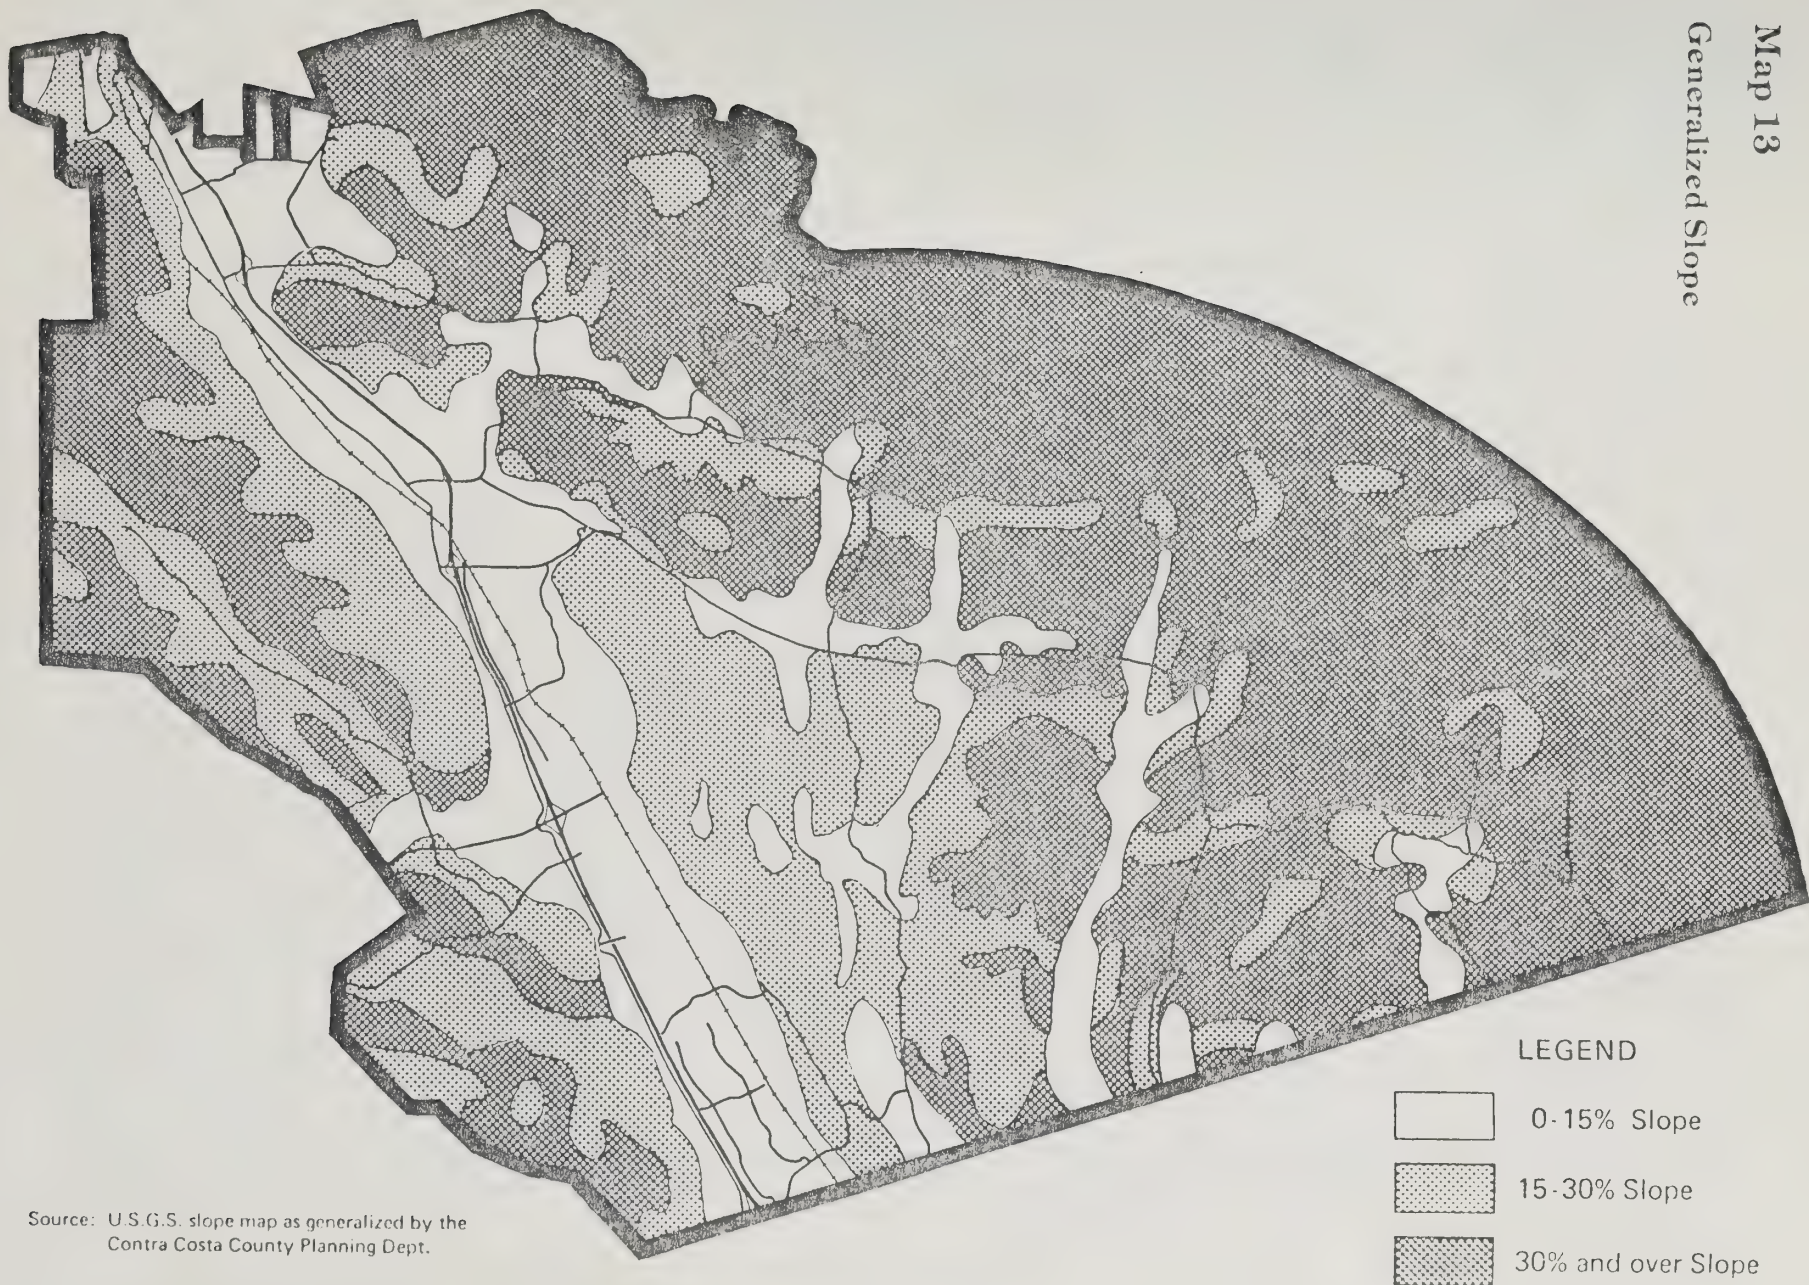 Map 13
Generalized Slope
LEGEND
0-15% Slope
15-30% Slope
30% and over Slope
Source: U.S.G.S. slope map as generalized by the
Contra Costa County Planning Dept.